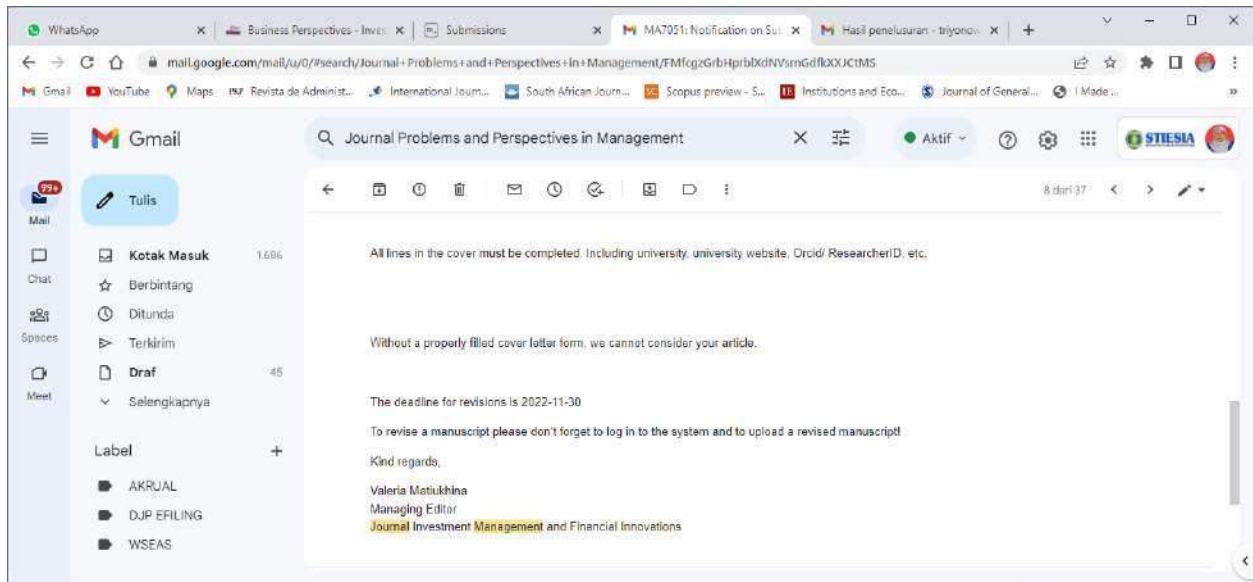 WhatsApp
Business Perspectives - Inves
Submissions
MA7051: Notification on Su
Hasil penelusuran - triyonow
mail.google.com/mail/u/0/#search/Journal+Problems+and+Perspectives+in+Management/
Gmail
YouTube
Maps
Revista de Administ...
International Journ...
South African Journ...
Scopus preview - S...
Institutions and Eco...
Journal of General...
I Made ...
Gmail
Journal Problems and Perspectives in Management
Aktif
STIESIA
99+
Mail
Tulis
8 dari 37
Chat
Spaces
Meet
Kotak Masuk 1.686
Berbintang
Ditunda
Terkirim
Draf 45
Selengkapnya
Label +
AKRUAL
DJP EFILING
WSEAS
All lines in the cover must be completed. Including university, university website, Orcid/ ResearcherID, etc.
Without a properly filled cover letter form, we cannot consider your article.
The deadline for revisions is 2022-11-30
To revise a manuscript please don't forget to log in to the system and to upload a revised manuscript!
Kind regards,
Valeria Matiukhina
Managing Editor
Journal Investment Management and Financial Innovations